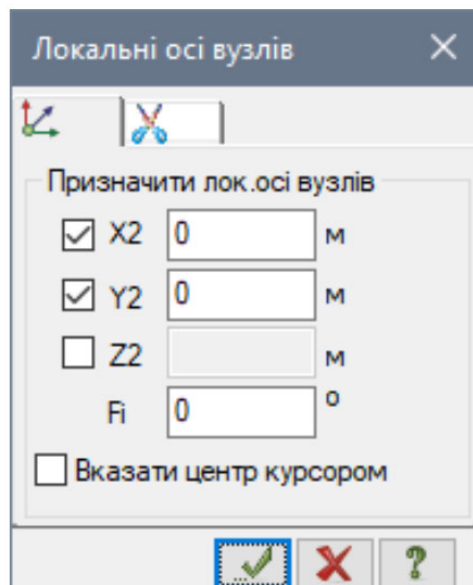 Локальні осі вузлів
Призначити лок.осі вузлів
X2 0 м
Y2 0 м
Z2 м
Fi 0 o
Вказати центр курсором